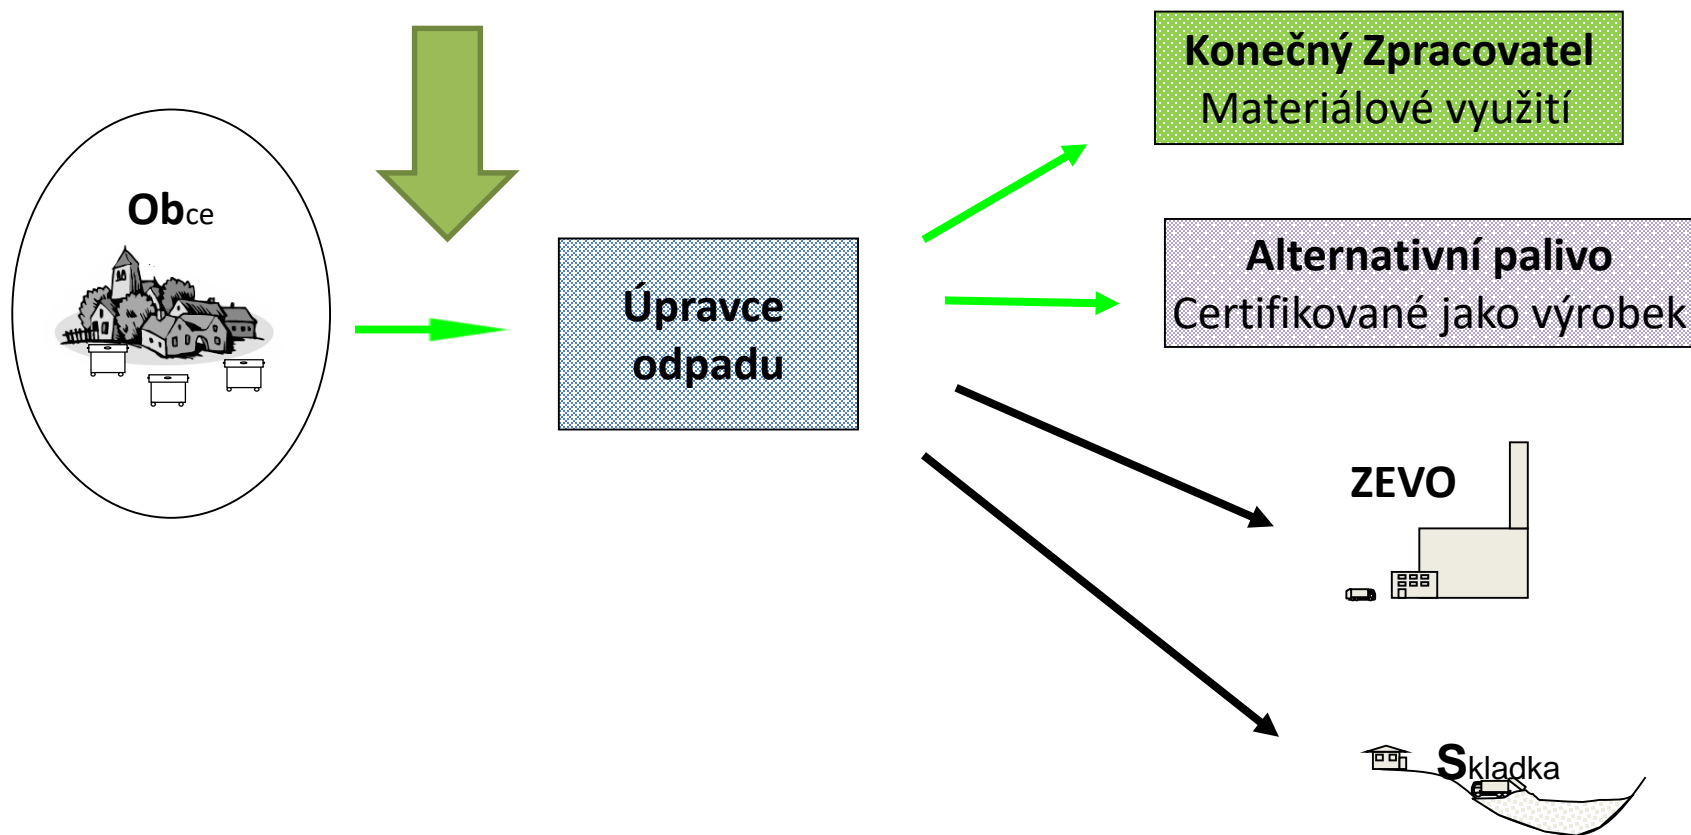 Obce
Úpravce
odpadu
Konečný Zpracovatel
Materiálové využití
Alternativní palivo
Certifikované jako výrobek
ZEVO
Skladka